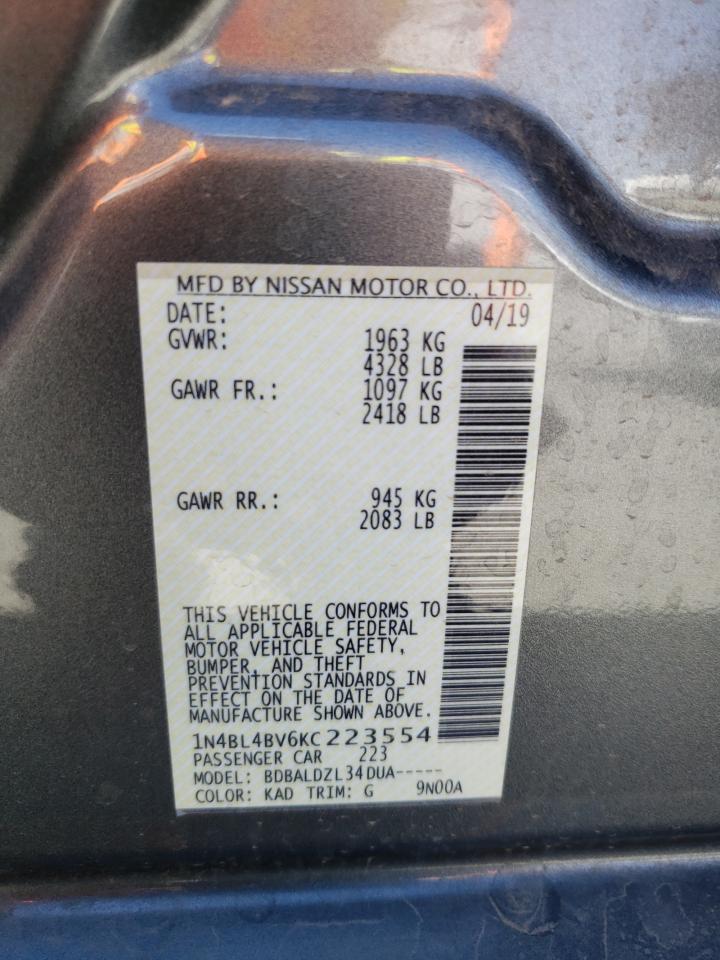 MFD BY NISSAN MOTOR CO., LTD.
DATE: 04/19
GVWR: 1963 KG
4328 LB
GAWR FR.: 1097 KG
2418 LB
GAWR RR.: 945 KG
2083 LB
THIS VEHICLE CONFORMS TO
ALL APPLICABLE FEDERAL
MOTOR VEHICLE SAFETY,
BUMPER, AND THEFT
PREVENTION STANDARDS IN
EFFECT ON THE DATE OF
MANUFACTURE SHOWN ABOVE.
1N4BL4BV6KC223554
PASSENGER CAR 223
MODEL: BDBALDZL34DUA-----
COLOR: KAD TRIM: G 9N00A